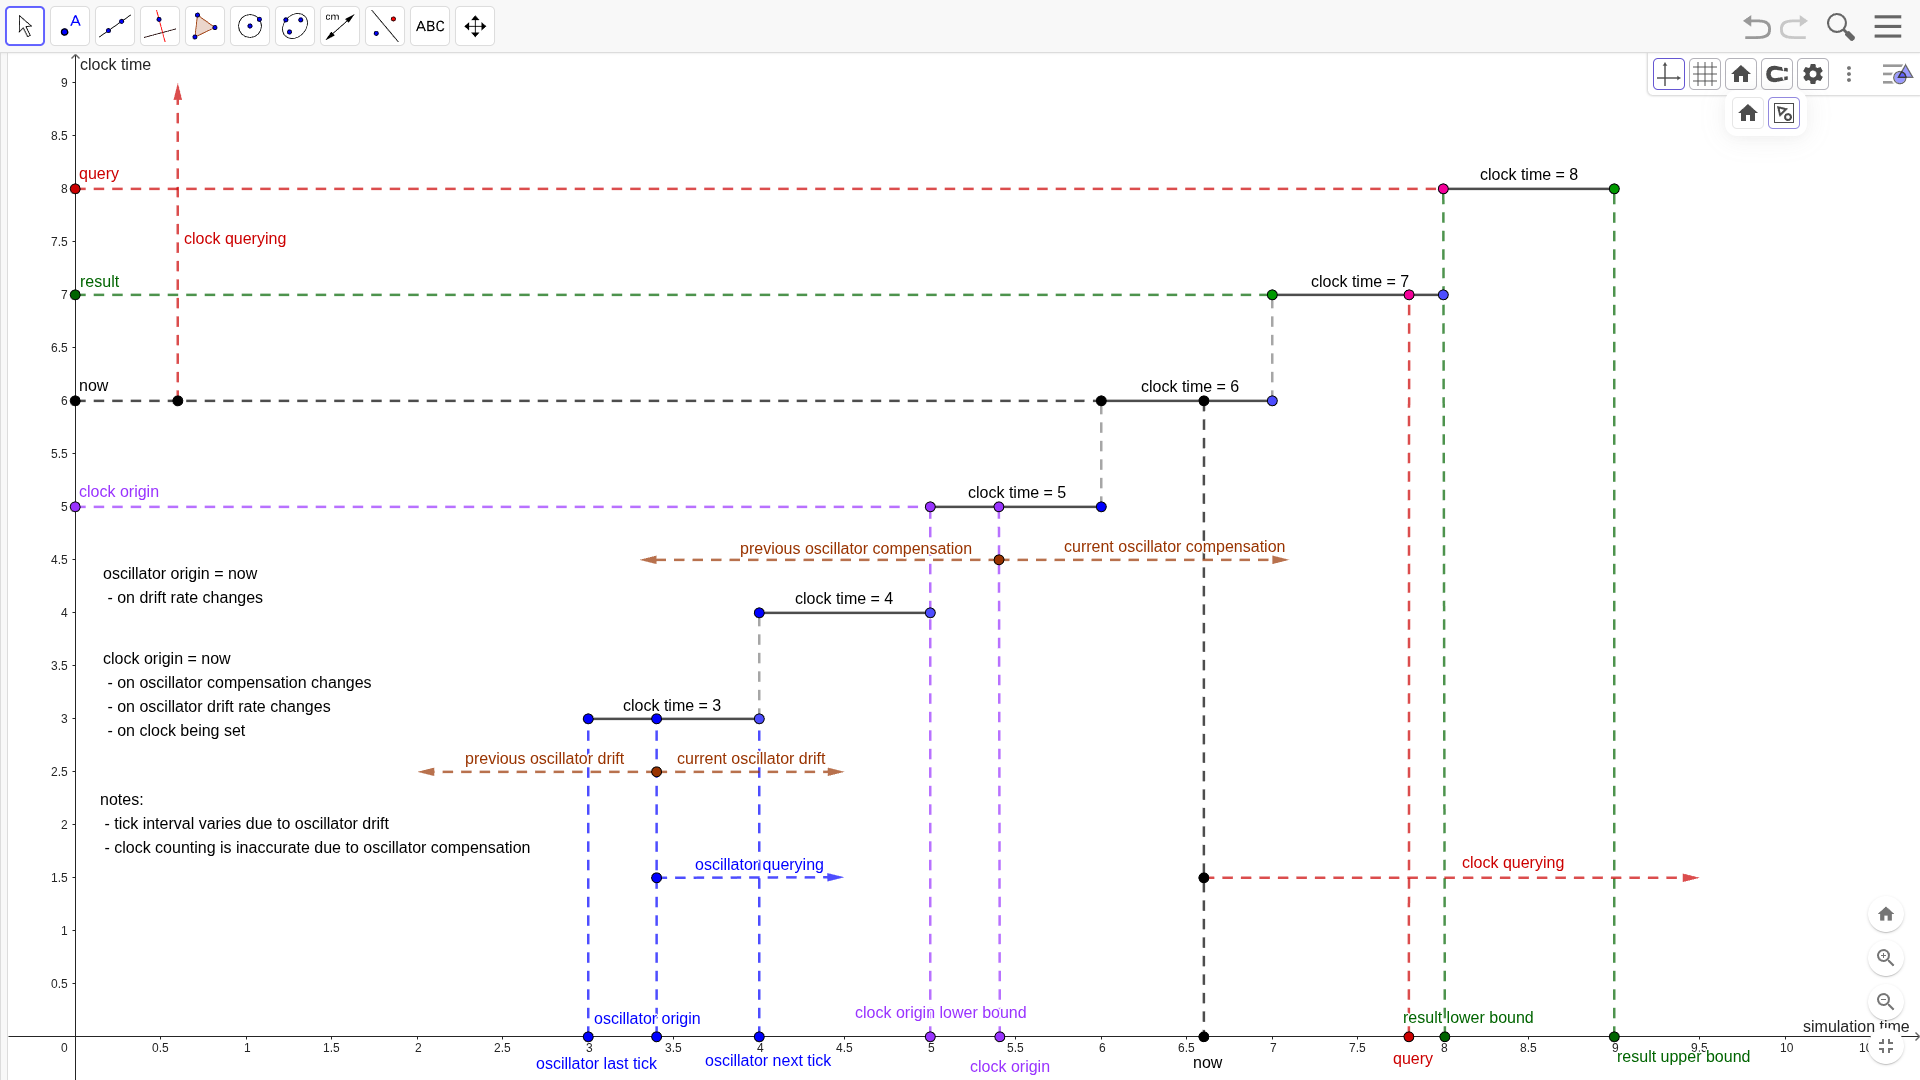 A
cm
ABC
clock time
9
8.5
query
clock time = 8
8
clock querying
7.5
result
clock time = 7
7
6.5
now
clock time = 6
6
5.5
clock origin
clock time = 5
5
previous oscillator compensation
current oscillator compensation
4.5
oscillator origin = now
- on drift rate changes
clock time = 4
4
clock origin = now
- on oscillator compensation changes
- on oscillator drift rate changes
- on clock being set
3.5
clock time = 3
3
previous oscillator drift
current oscillator drift
2.5
notes:
- tick interval varies due to oscillator drift
- clock counting is inaccurate due to oscillator compensation
2
oscillator querying
clock querying
1.5
1
0.5
clock origin lower bound
oscillator origin
result lower bound
simulation time
0
0.5
1
1.5
2
2.5
3
3.5
4
4.5
5
5.5
6
6.5
7
7.5
8
8.5
9
9.5
10
oscillator last tick
oscillator next tick
clock origin
now
query
result upper bound